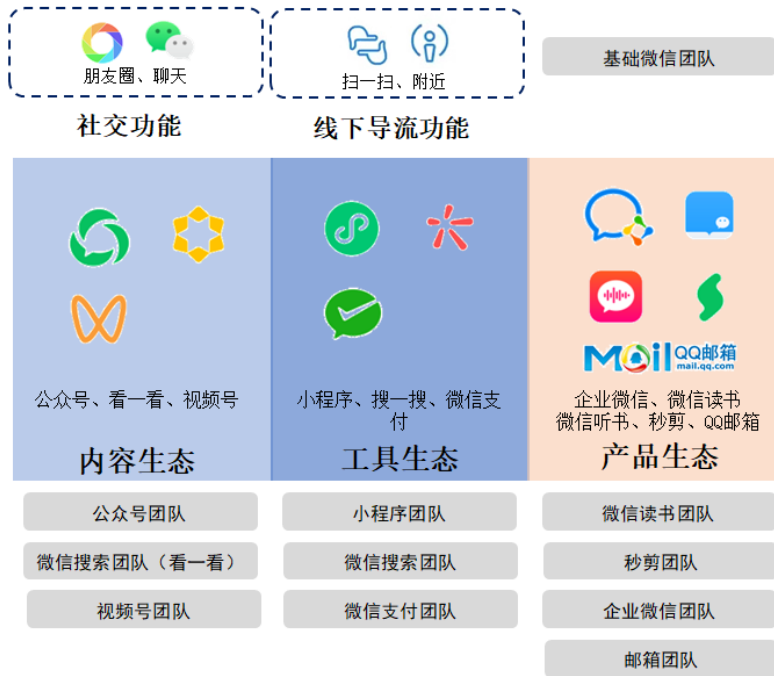 朋友圈、聊天
扫一扫、附近
基础微信团队
社交功能
线下导流功能
Mail QQ邮箱
mail.qq.com
公众号、看一看、视频号
小程序、搜一搜、微信支
付
企业微信、微信读书
微信听书、秒剪、QQ邮箱
内容生态
工具生态
产品生态
公众号团队
小程序团队
微信读书团队
微信搜索团队（看一看）
微信搜索团队
秒剪团队
视频号团队
微信支付团队
企业微信团队
邮箱团队